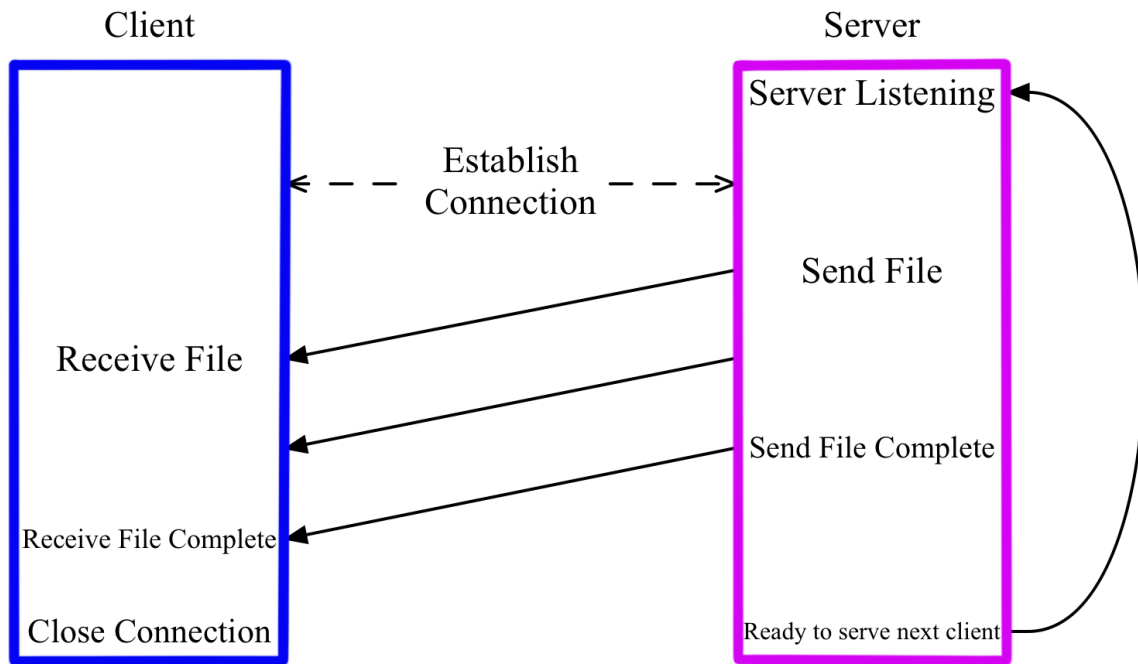 Client
Server
Server Listening
Establish
Connection
Send File
Receive File
Send File Complete
Receive File Complete
Close Connection
Ready to serve next client